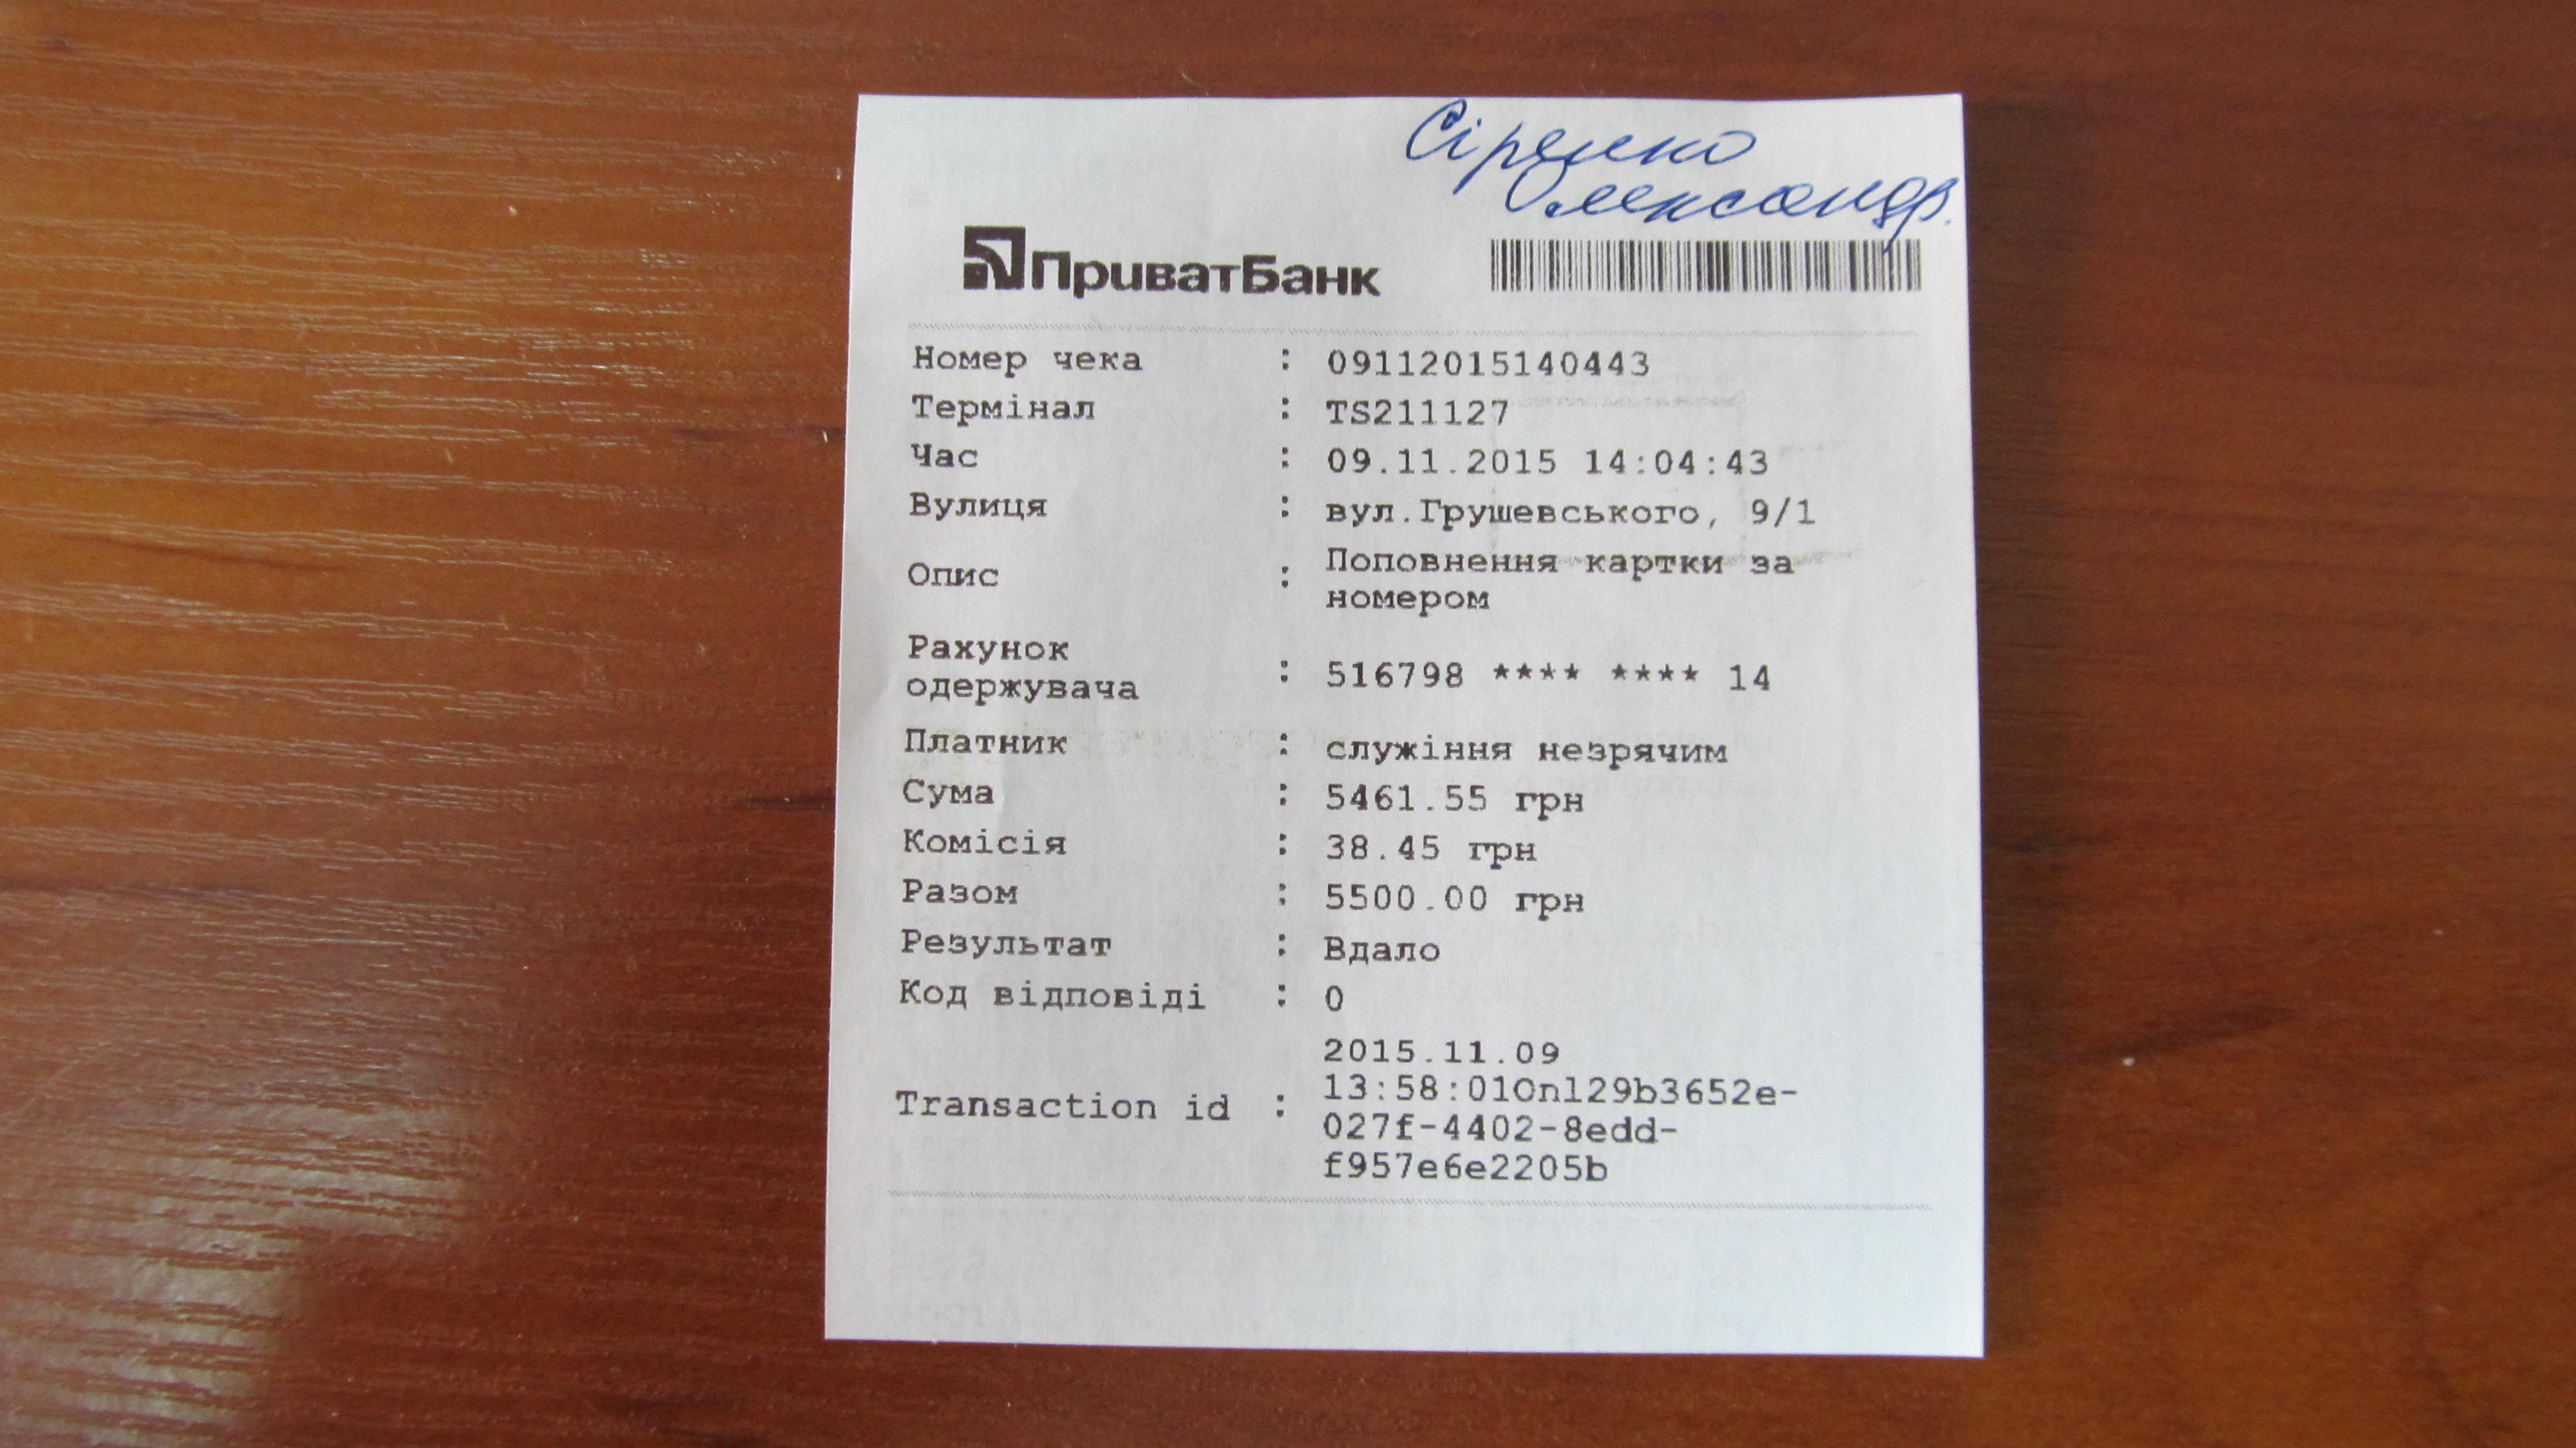 Сіренко
Олександр.
ПриватБанк
Номер чека : 09112015140443
Термінал : TS211127
Час : 09.11.2015 14:04:43
Вулиця : вул.Грушевського, 9/1
Опис : Поповнення картки за
номером
Рахунок
одержувача : 516798 **** **** 14
Платник : служіння незрячим
Сума : 5461.55 грн
Комісія : 38.45 грн
Разом : 5500.00 грн
Результат : Вдало
Код відповіді : 0
Transaction id : 2015.11.09
13:58:01Onl29b3652e-
027f-4402-8edd-
f957e6e2205b